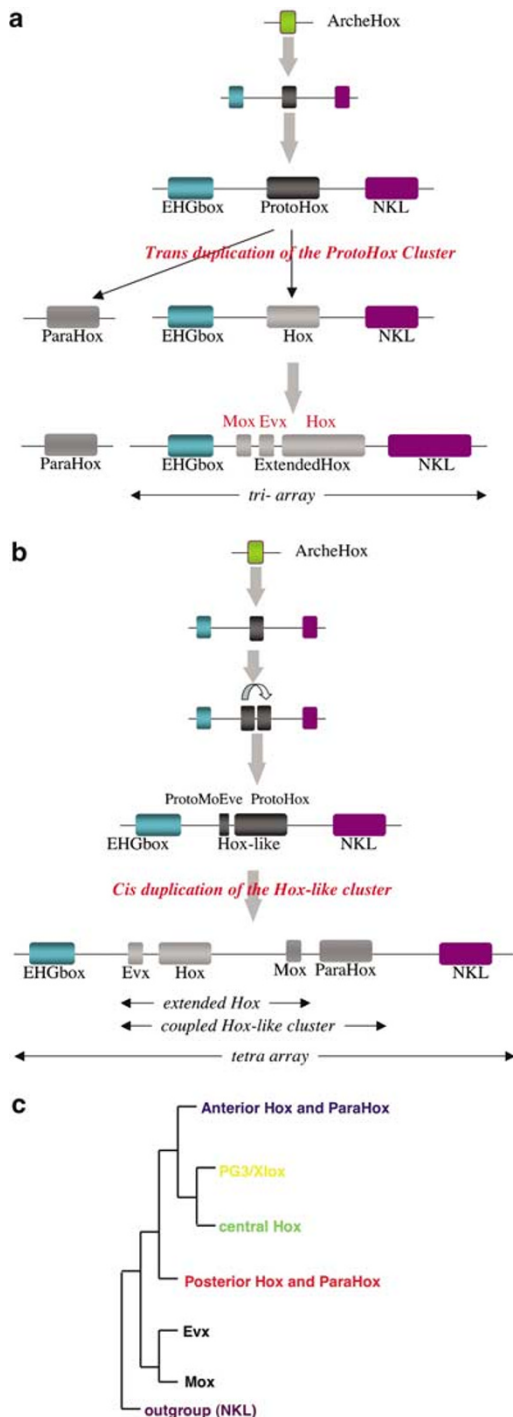 a
ArcheHox
EHGbox ProtoHox NKL
Trans duplication of the ProtoHox Cluster
ParaHox EHGbox Hox NKL
Mox Evx Hox
ParaHox EHGbox ExtendedHox NKL
tri- array
b
ArcheHox
ProtoMoEve ProtoHox
EHGbox Hox-like NKL
Cis duplication of the Hox-like cluster
EHGbox Evx Hox Mox ParaHox NKL
extended Hox
coupled Hox-like cluster
tetra array
c
Anterior Hox and ParaHox
PG3/Xlox
central Hox
Posterior Hox and ParaHox
Evx
Mox
outgroup (NKL)